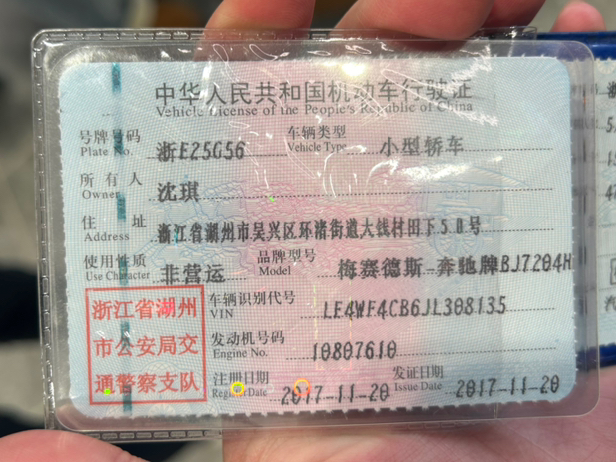 中华人民共和国机动车行驶证
Vehicle License of the People's Republic of China
号牌号码 浙E25G56 车辆类型 小型轿车
Plate No. Vehicle Type
所有人 沈琪
Owner
住址 浙江省湖州市吴兴区环渚街道大钱村田下50号
Address
使用性质 非营运 品牌型号 梅赛德斯-奔驰牌BJ7204H
Use Character Model
浙江省湖州 车辆识别代号 LE4WF4CB6JL308135
VIN
市公安局交 发动机号码 10807610
Engine No.
通警察支队 注册日期 2017-11-20 发证日期 2017-11-20
Register Date Issue Date